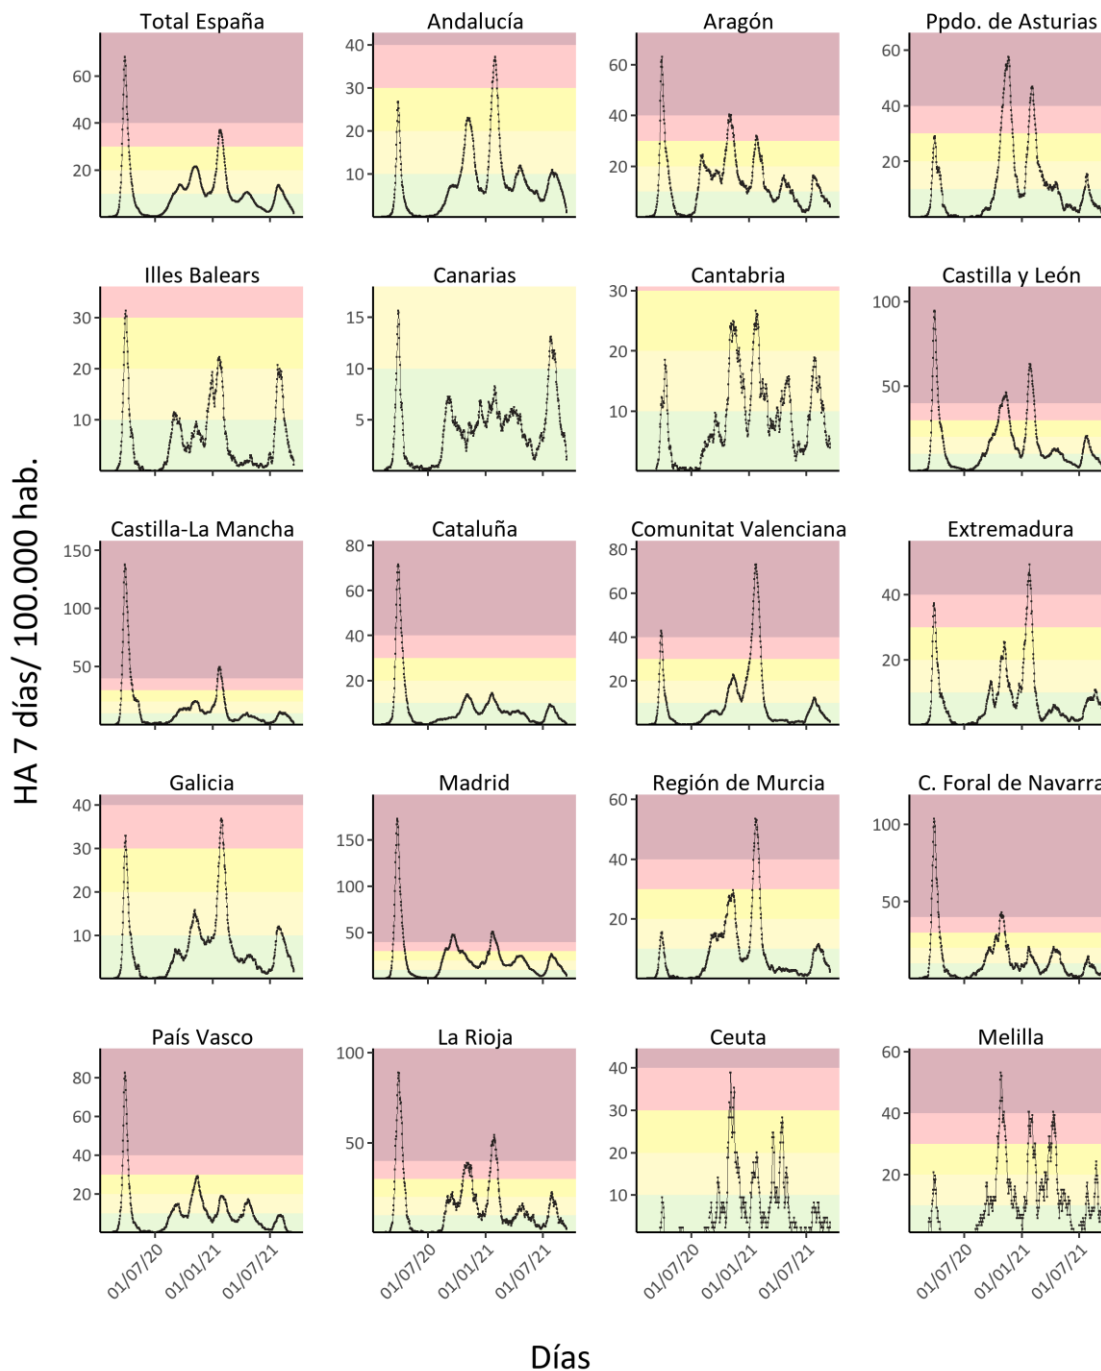 Total España Andalucía Aragón Ppdo. de Asturias
60 40 20
40 30 20 10
60 40 20
60 40 20
Illes Balears Canarias Cantabria Castilla y León
30 20 10
15 10 5
30 20 10
100 50
Castilla-La Mancha Cataluña Comunitat Valenciana Extremadura
150 100 50
80 60 40 20
80 60 40 20
40 20
Galicia Madrid Región de Murcia C. Foral de Navarra
40 30 20 10
150 100 50
60 40 20
100 50
País Vasco La Rioja Ceuta Melilla
80 60 40 20
100 50
40 30 20 10
60 40 20
01/07/20 01/01/21 01/07/21 01/07/20 01/01/21 01/07/21 01/07/20 01/01/21 01/07/21 01/07/20 01/01/21 01/07/21
HA 7 días/ 100.000 hab.
Días